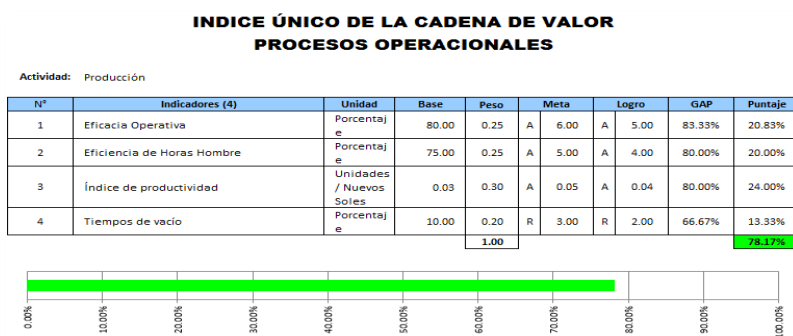 INDICE ÚNICO DE LA CADENA DE VALOR
PROCESOS OPERACIONALES
Actividad: Producción
N° Indicadores (4) Unidad Base Peso Meta Logro GAP Puntaje
1 Eficacia Operativa Porcentaj
e 80.00 0.25 A 6.00 A 5.00 83.33% 20.83%
2 Eficiencia de Horas Hombre Porcentaj
e 75.00 0.25 A 5.00 A 4.00 80.00% 20.00%
3 Índice de productividad Unidades
/ Nuevos
Soles 0.03 0.30 A 0.05 A 0.04 80.00% 24.00%
4 Tiempos de vacío Porcentaj
e 10.00 0.20 R 3.00 R 2.00 66.67% 13.33%
1.00 78.17%
0.00% 10.00% 20.00% 30.00% 40.00% 50.00% 60.00% 70.00% 80.00% 90.00% 100.00%